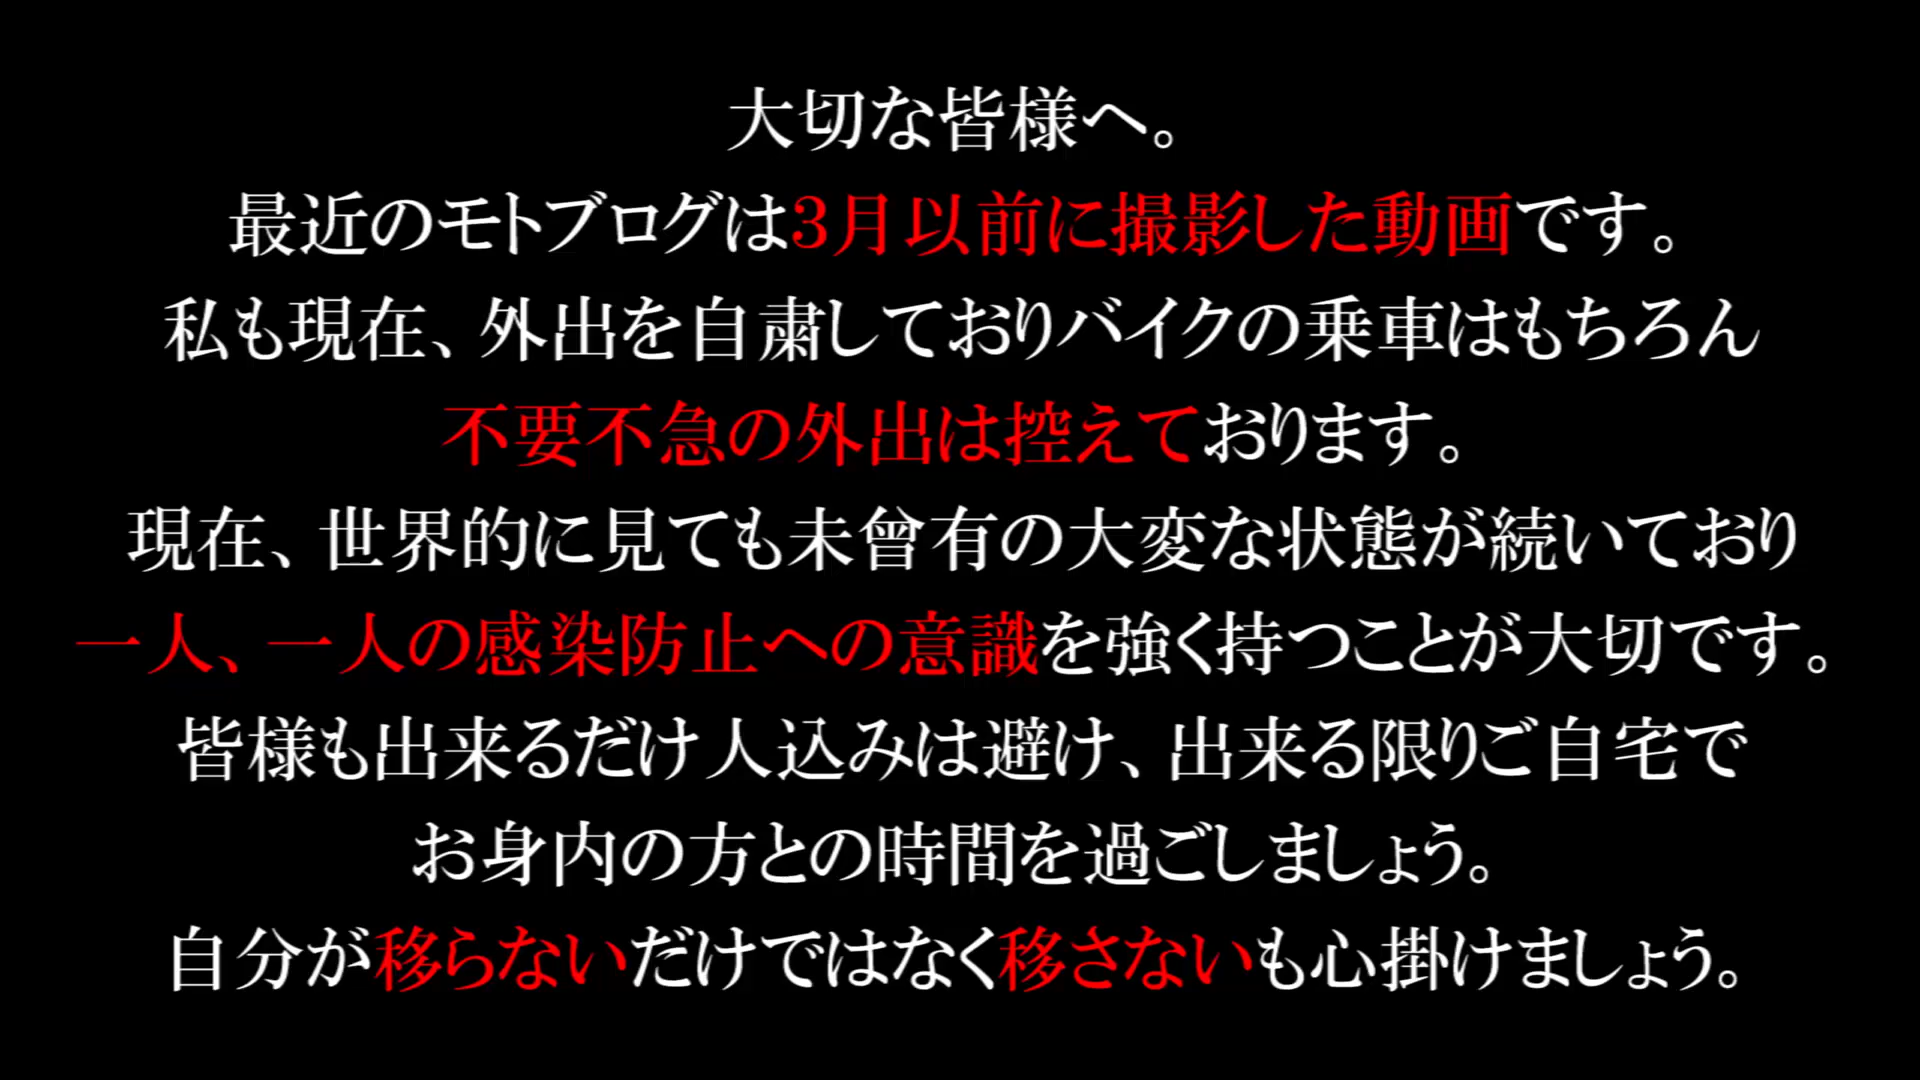 大切な皆様へ。
最近のモトブログは３月以前に撮影した動画です。
私も現在、外出を自粛しておりバイクの乗車はもちろん
不要不急の外出は控えております。
現在、世界的に見ても未曾有の大変な状態が続いており
一人、一人の感染防止への意識を強く持つことが大切です。
皆様も出来るだけ人込みは避け、出来る限りご自宅で
お身内の方との時間を過ごしましょう。
自分が移らないだけではなく移さないも心掛けましょう。